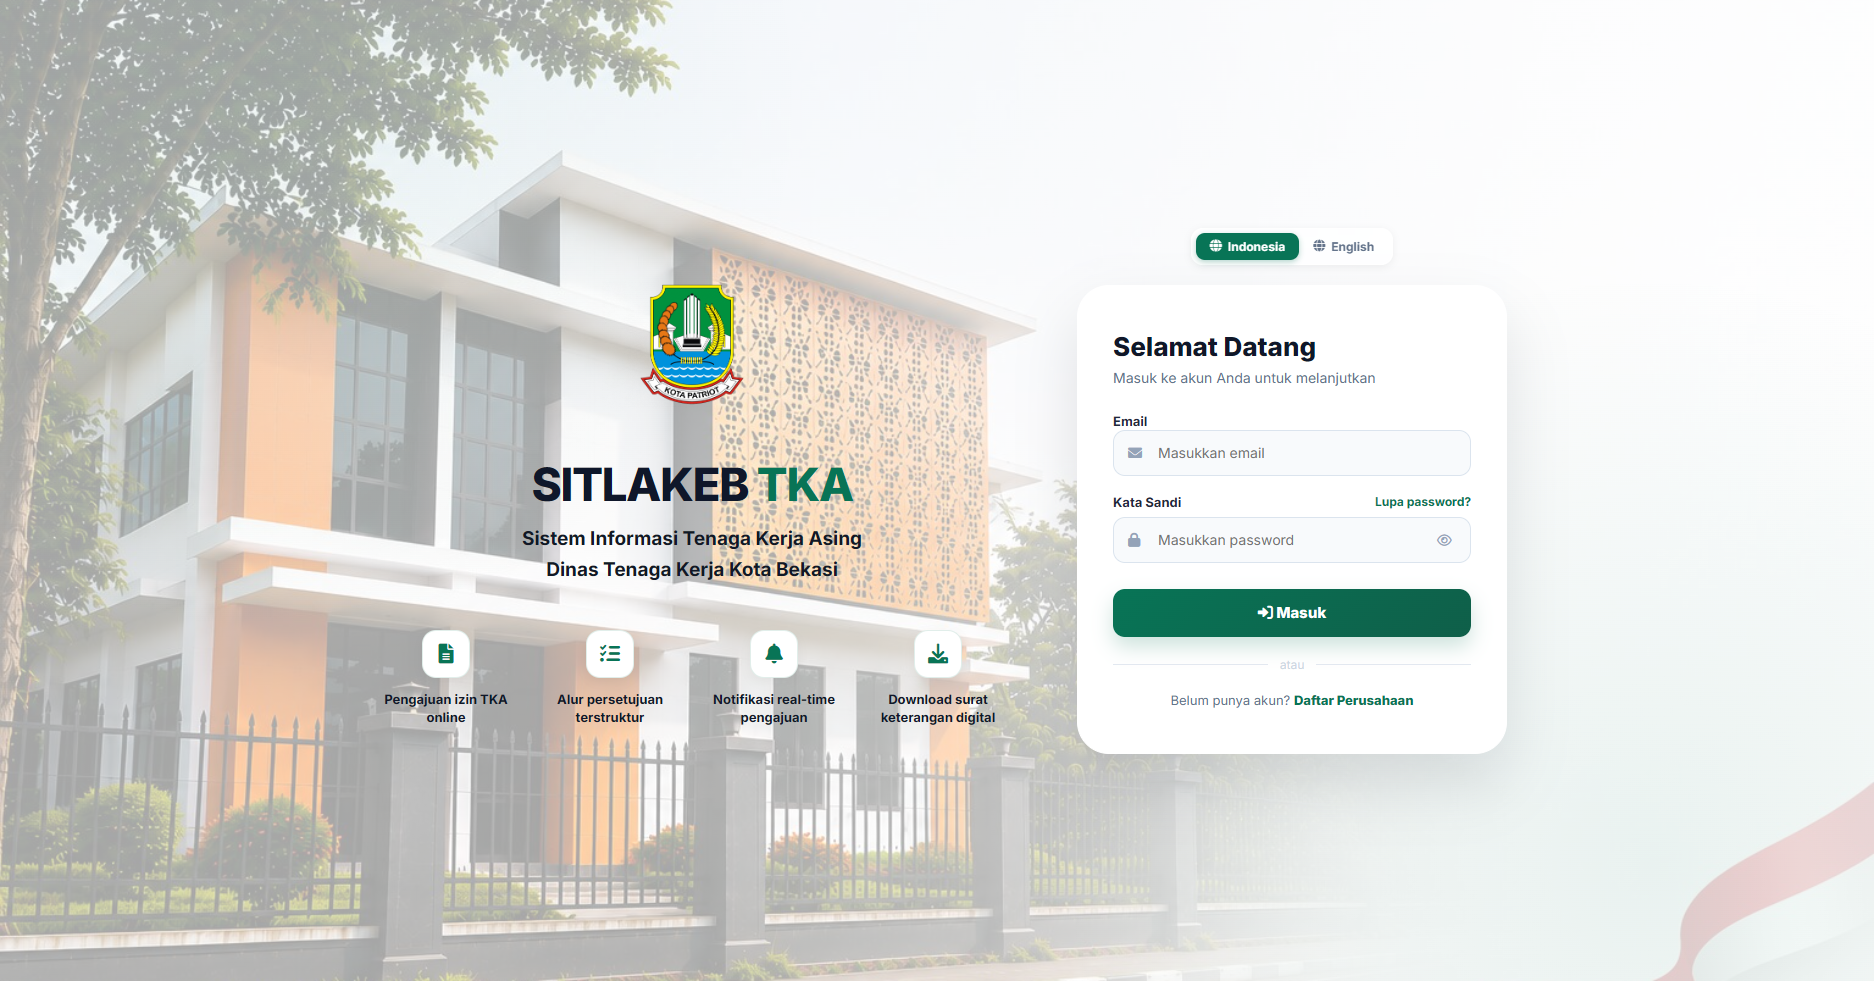 KOTA PATRIOT
SITLAKEB TKA
Sistem Informasi Tenaga Kerja Asing
Dinas Tenaga Kerja Kota Bekasi
Pengajuan izin TKA
online
Alur persetujuan
terstruktur
Notifikasi real-time
pengajuan
Download surat
keterangan digital
Indonesia
English
Selamat Datang
Masuk ke akun Anda untuk melanjutkan
Email
Masukkan email
Kata Sandi
Lupa password?
Masukkan password
Masuk
atau
Belum punya akun? Daftar Perusahaan